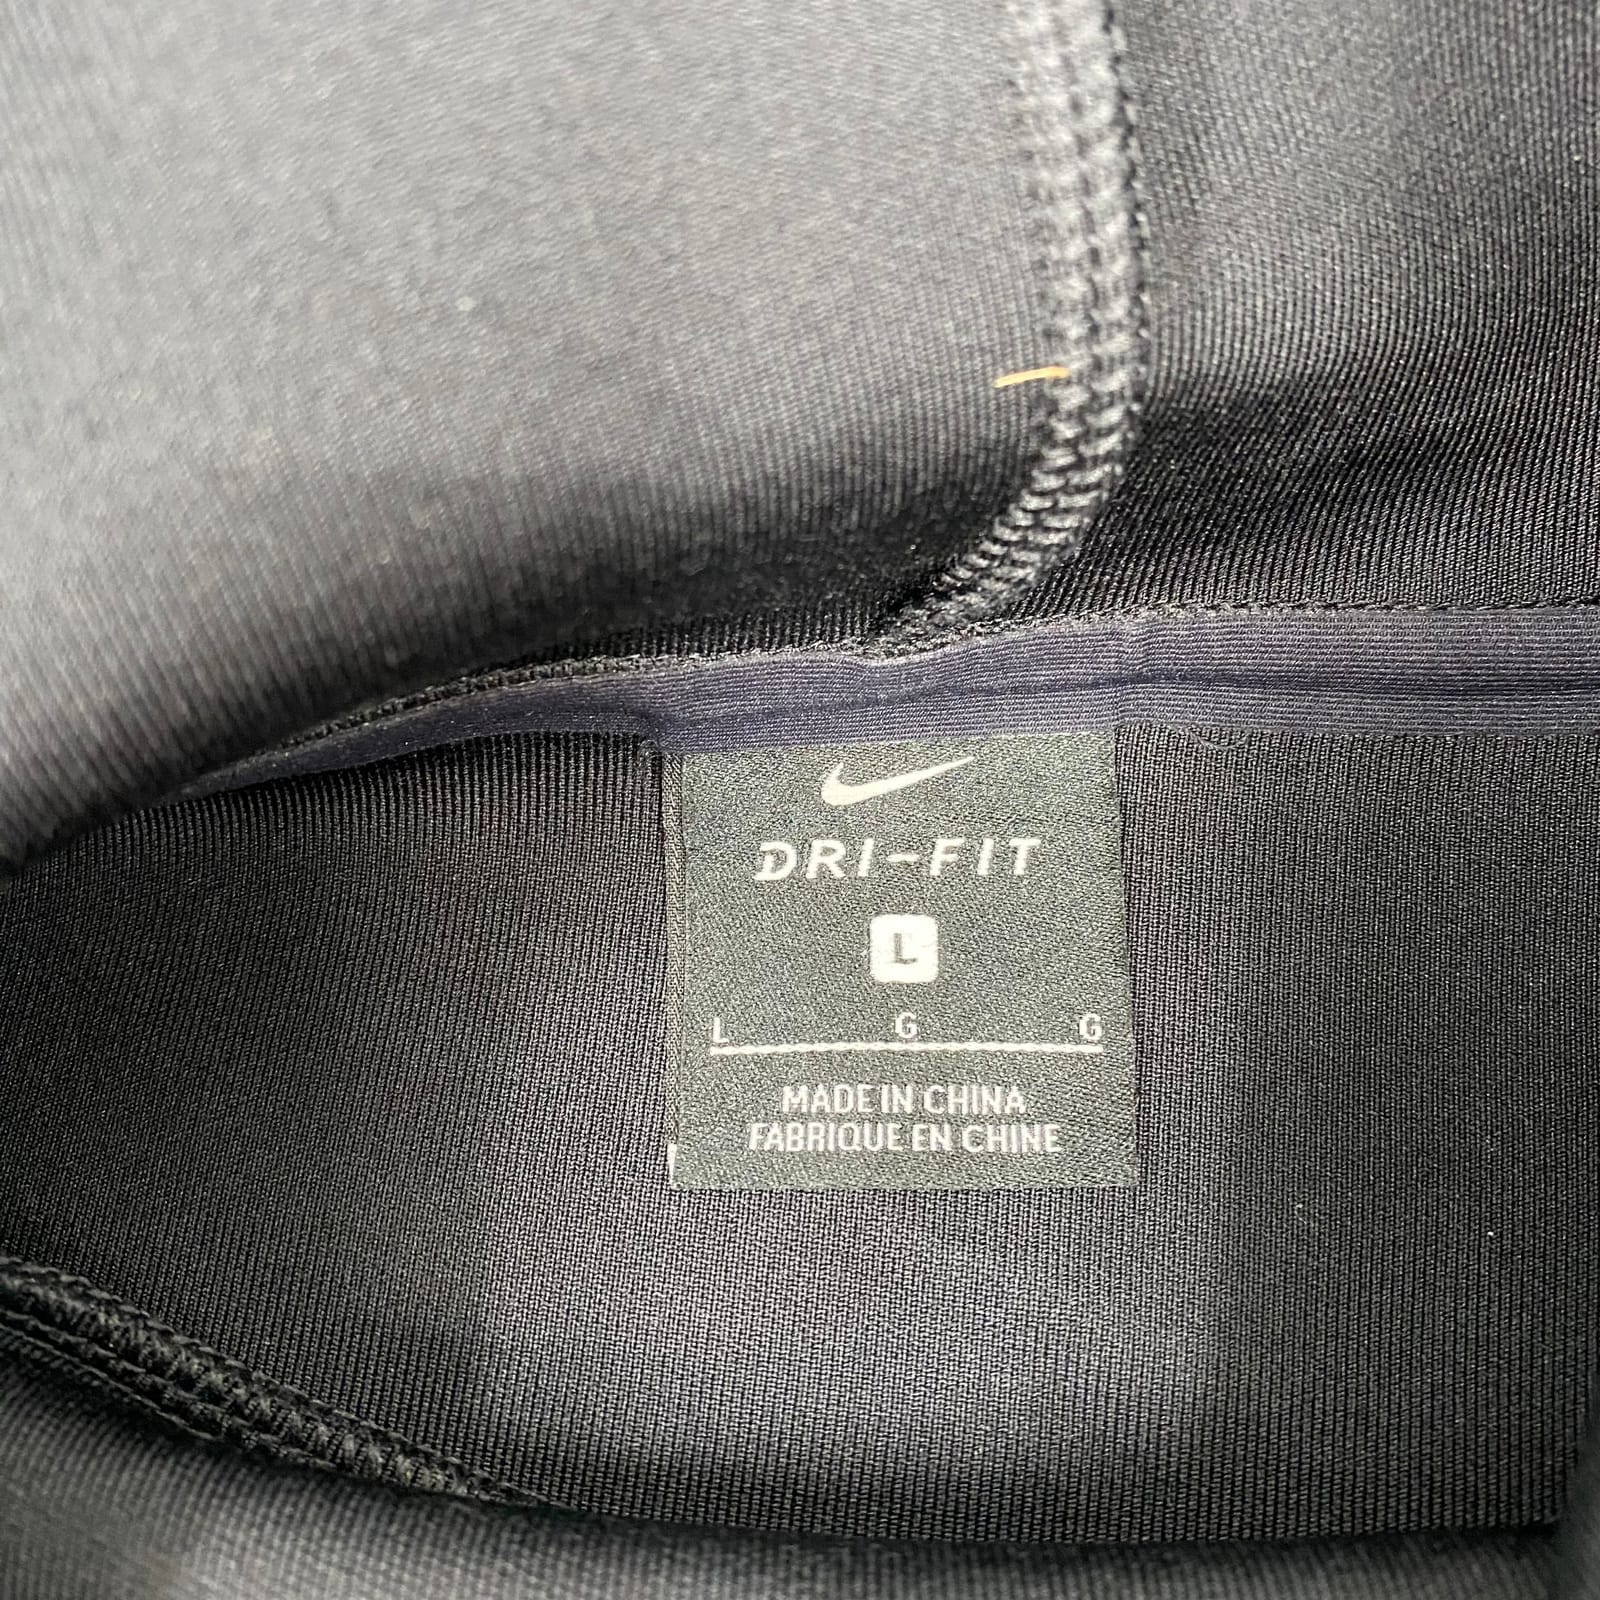 DRI-FIT
L
L G G
MADE IN CHINA
FABRIQUE EN CHINE